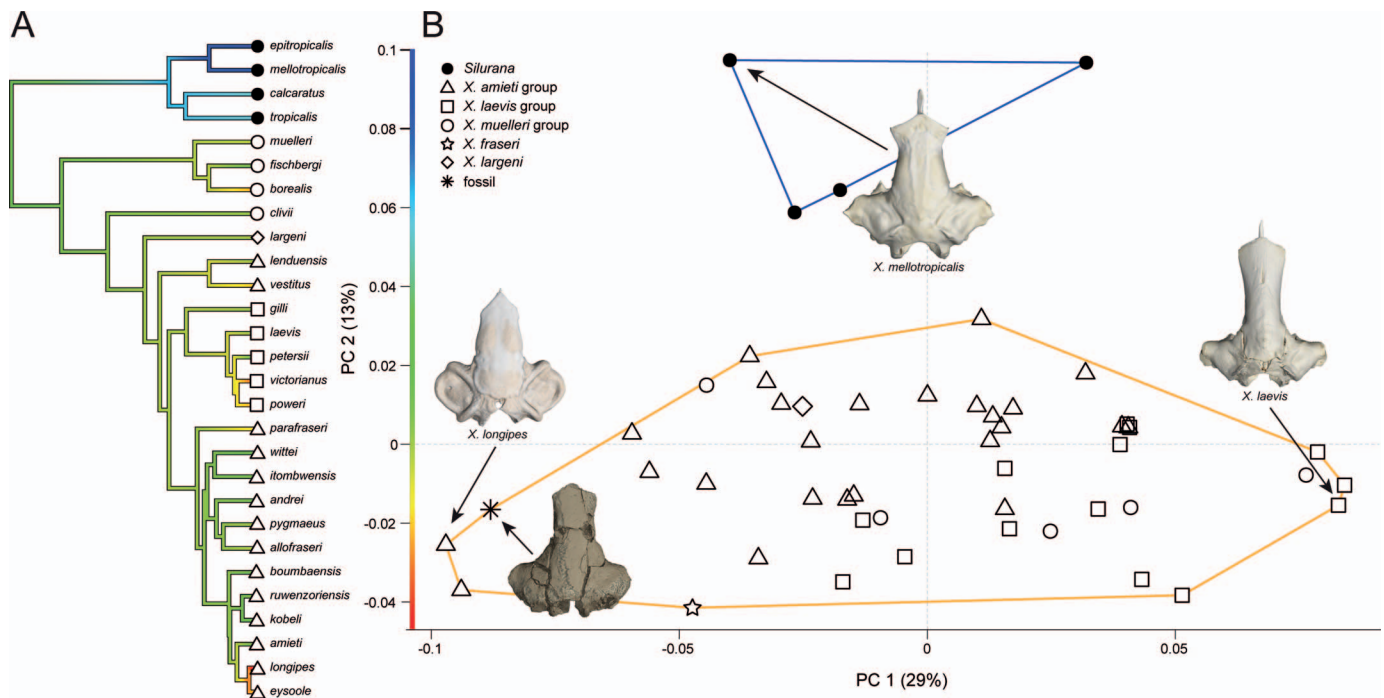 A
epitropicalis
mellotropicalis
calcaratus
tropicalis
muelleri
fischbergi
borealis
clivii
largeni
lenduensis
vestitus
gilli
laevis
petersii
victorianus
poweri
parafraseri
wittei
itombwensis
andrei
pygmaeus
allofraseri
boumbaensis
ruwenzoriensis
kobeli
amieti
longipes
eysoole
B
PC 2 (13%)
0.1
0.08
0.06
0.04
0.02
0
-0.02
-0.04
Silurana
X. amieti group
X. laevis group
X. muelleri group
X. fraseri
X. largeni
fossil
X. mellotropicalis
X. longipes
X. laevis
-0.1
-0.05
0
0.05
PC 1 (29%)